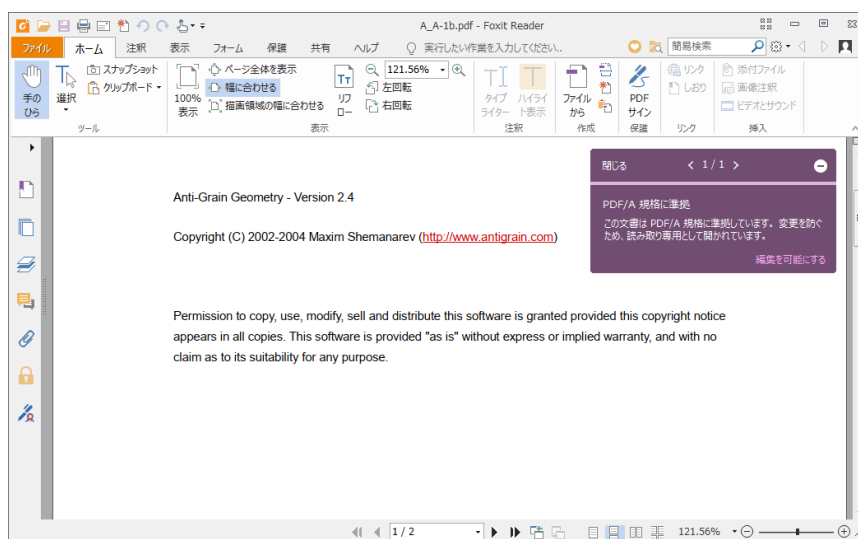 A_A-1b.pdf - Foxit Reader
ファイル ホーム 注釈 表示 フォーム 保護 共有 ヘルプ 実行したい作業を入力してください.. 簡易検索
手の
ひら
選択
スナップショット
クリップボード
ツール
100%
表示
ページ全体を表示
幅に合わせる
描画領域の幅に合わせる
リフ
ロー
121.56%
左回転
右回転
表示
タイプ
ライター
ハイライ
ト表示
注釈
ファイル
から
作成
PDF
サイン
保護
リンク
しおり
リンク
添付ファイル
画像注釈
ビデオとサウンド
挿入
閉じる 1 / 1
PDF/A 規格に準拠
この文書は PDF/A 規格に準拠しています。変更を防ぐ
ため、読み取り専用として開かれています。
編集を可能にする
Anti-Grain Geometry - Version 2.4
Copyright (C) 2002-2004 Maxim Shemanarev (http://www.antigrain.com)
Permission to copy, use, modify, sell and distribute this software is granted provided this copyright notice
appears in all copies. This software is provided "as is" without express or implied warranty, and with no
claim as to its suitability for any purpose.
1 / 2 121.56%